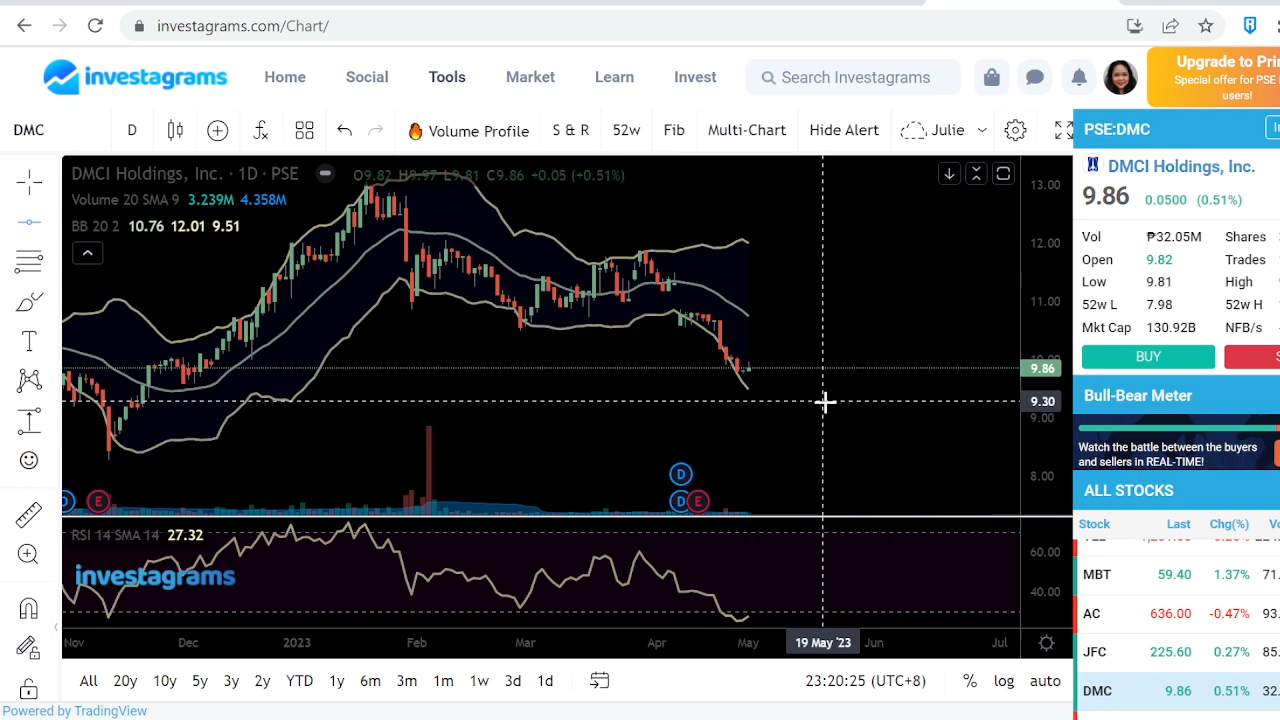 investagrams.com/Chart/
investagrams Home Social Tools Market Learn Invest Search Investagrams
Upgade to Pri
Special offer for PSE
users!
DMC D Volume Profile S & R 52w Fib Multi-Chart Hide Alert Julie
PSE:DMC
DMCI Holdings, Inc. · 1D · PSE O9.82 H9.97 L9.81 C9.86 +0.05 (+0.51%)
Volume 20 SMA 9 3.239M 4.358M
BB 20 2 10.76 12.01 9.51
13.00
12.00
11.00
10.00
9.86
9.30
9.00
8.00
D E D D E
RSI 14 SMA 14 27.32
investagrams
60.00
40.00
Nov Dec 2023 Feb Mar Apr May 19 May '23 Jun Jul
All 20y 10y 5y 3y 2y YTD 1y 6m 3m 1m 1w 3d 1d 23:20:25 (UTC+8) % log auto
Powered by TradingView
DMCI Holdings, Inc.
9.86 0.0500 (0.51%)
Vol ₱32.05M Shares
Open 9.82 Trades
Low 9.81 High
52w L 7.98 52w H
Mkt Cap 130.92B NFB/s
BUY S
Bull-Bear Meter
Watch the battle between the buyers
and sellers in REAL-TIME!
ALL STOCKS
Stock Last Chg(%) Vo
MBT 59.40 1.37% 71.
AC 636.00 -0.47% 93.
JFC 225.60 0.27% 85.
DMC 9.86 0.51% 32.